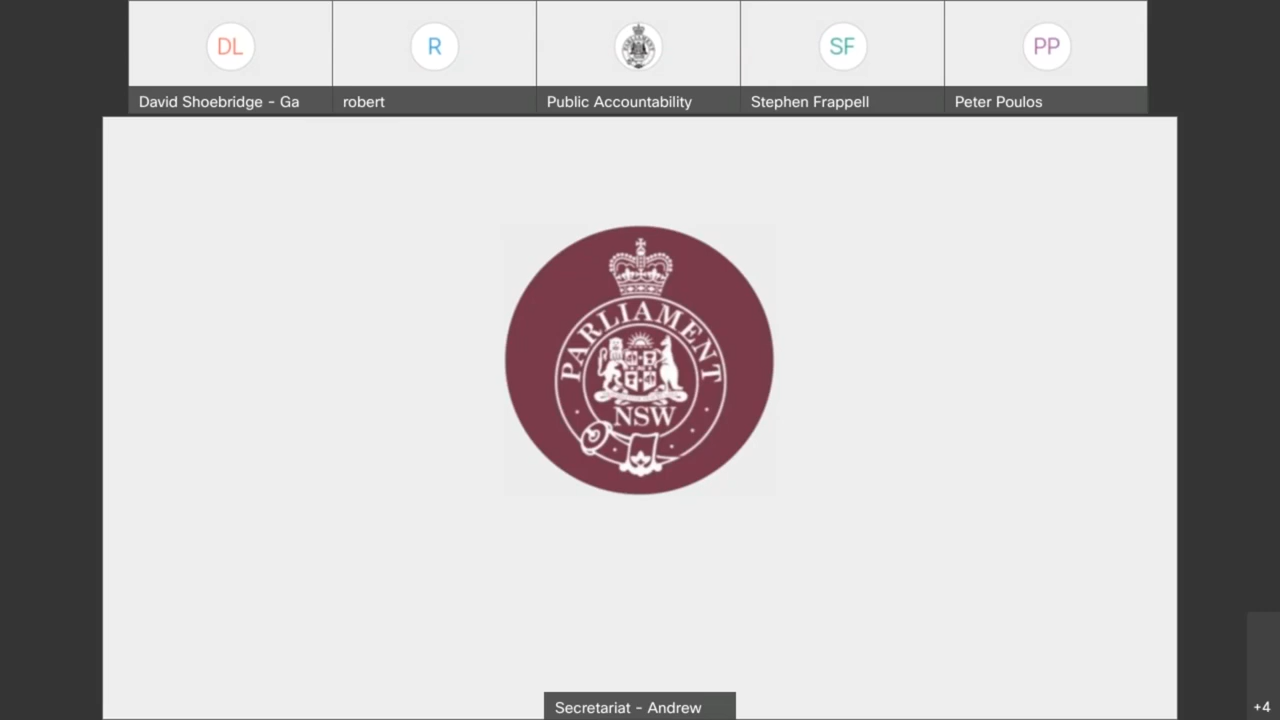 DL
R
SF
PP
David Shoebridge - Ga
robert
Public Accountability
Stephen Frappell
Peter Poulos
PARLIAMENT
NSW
Secretariat - Andrew
+4